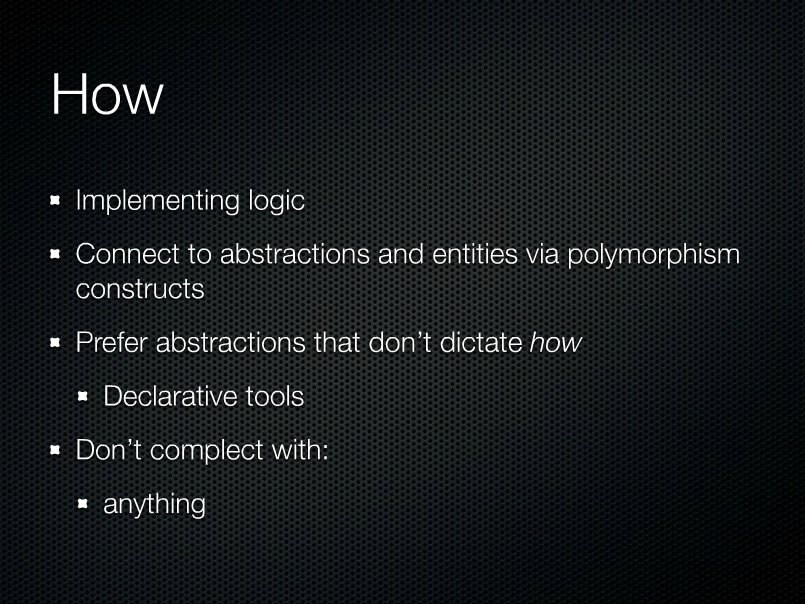 How
Implementing logic
Connect to abstractions and entities via polymorphism
constructs
Prefer abstractions that don’t dictate how
Declarative tools
Don’t complect with:
anything